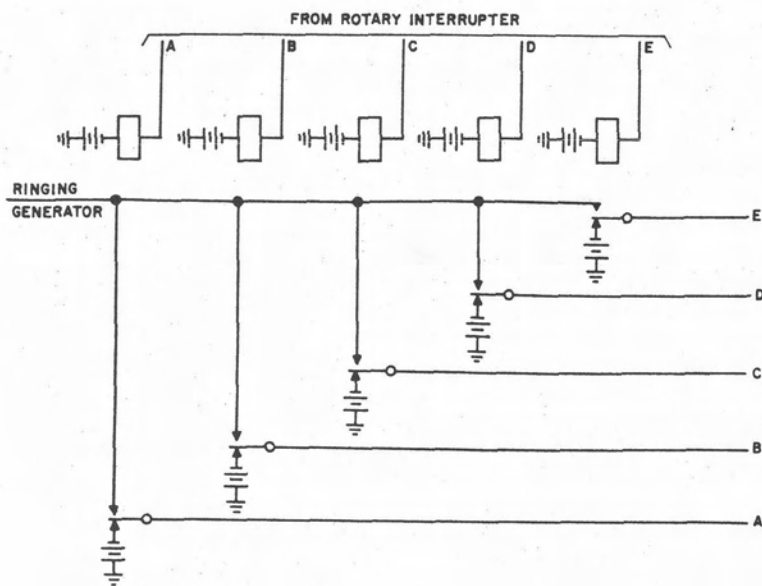 FROM ROTARY INTERRUPTER
A B C D E
RINGING
GENERATOR
E
D
C
B
A